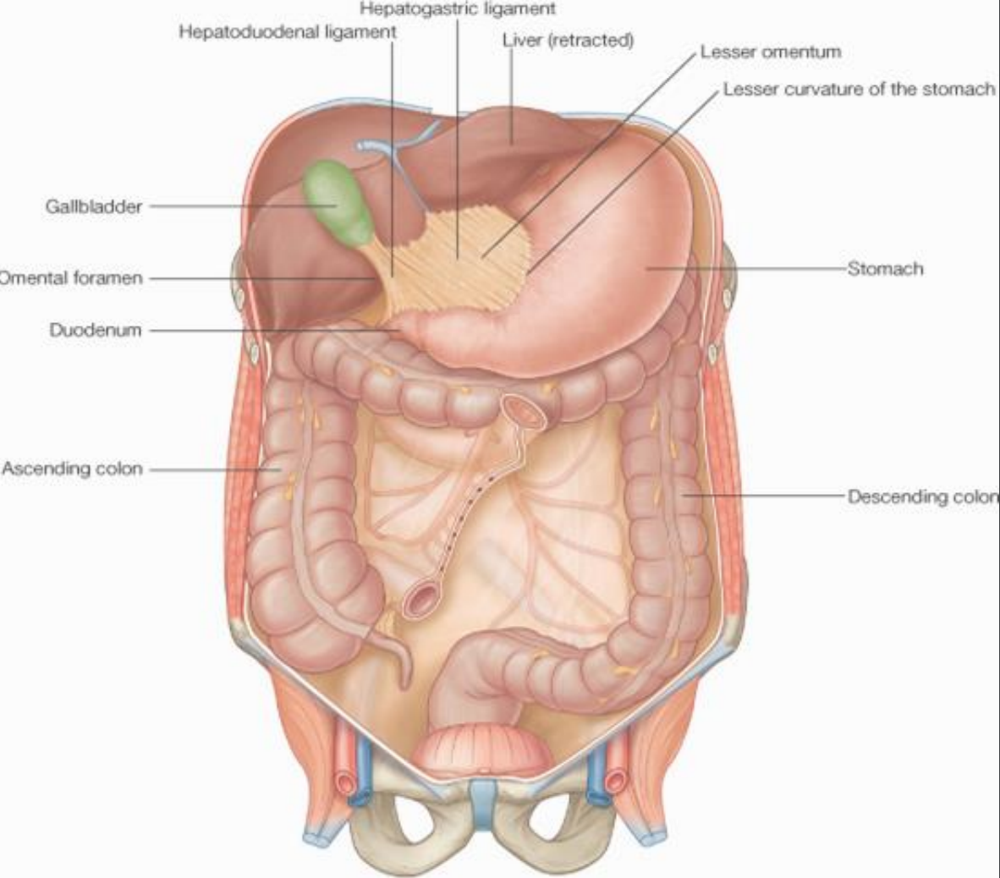 Hepatogastric ligament
Hepatoduodenal ligament
Liver (retracted)
Lesser omentum
Lesser curvature of the stomach
Gallbladder
Omental foramen
Stomach
Duodenum
Ascending colon
Descending colon